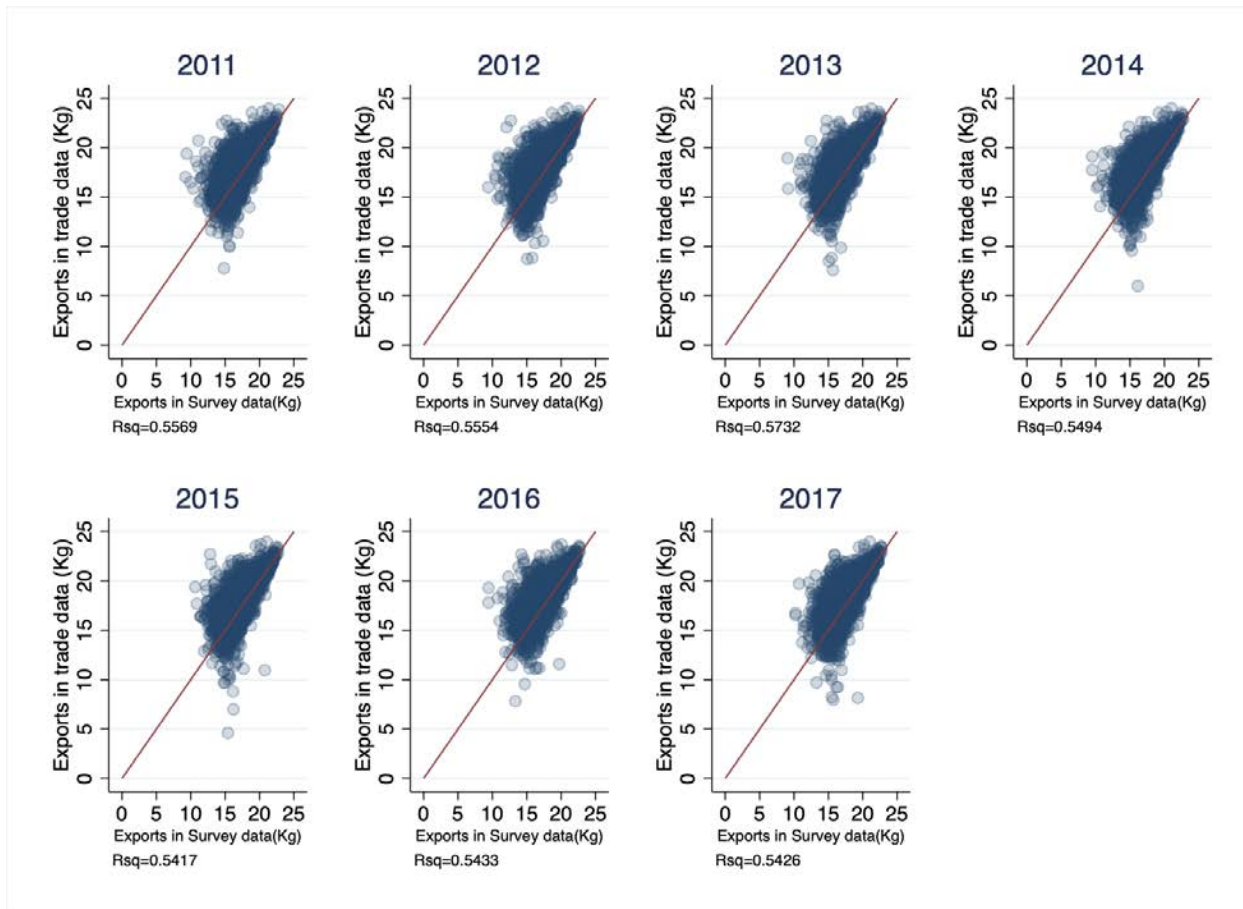 2011
25
20
15
10
5
0
Exports in trade data (Kg)
0 5 10 15 20 25
Exports in Survey data(Kg)
Rsq=0.5569
2012
25
20
15
10
5
0
Exports in trade data (Kg)
0 5 10 15 20 25
Exports in Survey data(Kg)
Rsq=0.5554
2013
25
20
15
10
5
0
Exports in trade data (Kg)
0 5 10 15 20 25
Exports in Survey data(Kg)
Rsq=0.5732
2014
25
20
15
10
5
0
Exports in trade data (Kg)
0 5 10 15 20 25
Exports in Survey data(Kg)
Rsq=0.5494
2015
25
20
15
10
5
0
Exports in trade data (Kg)
0 5 10 15 20 25
Exports in Survey data(Kg)
Rsq=0.5417
2016
25
20
15
10
5
0
Exports in trade data (Kg)
0 5 10 15 20 25
Exports in Survey data(Kg)
Rsq=0.5433
2017
25
20
15
10
5
0
Exports in trade data (Kg)
0 5 10 15 20 25
Exports in Survey data(Kg)
Rsq=0.5426